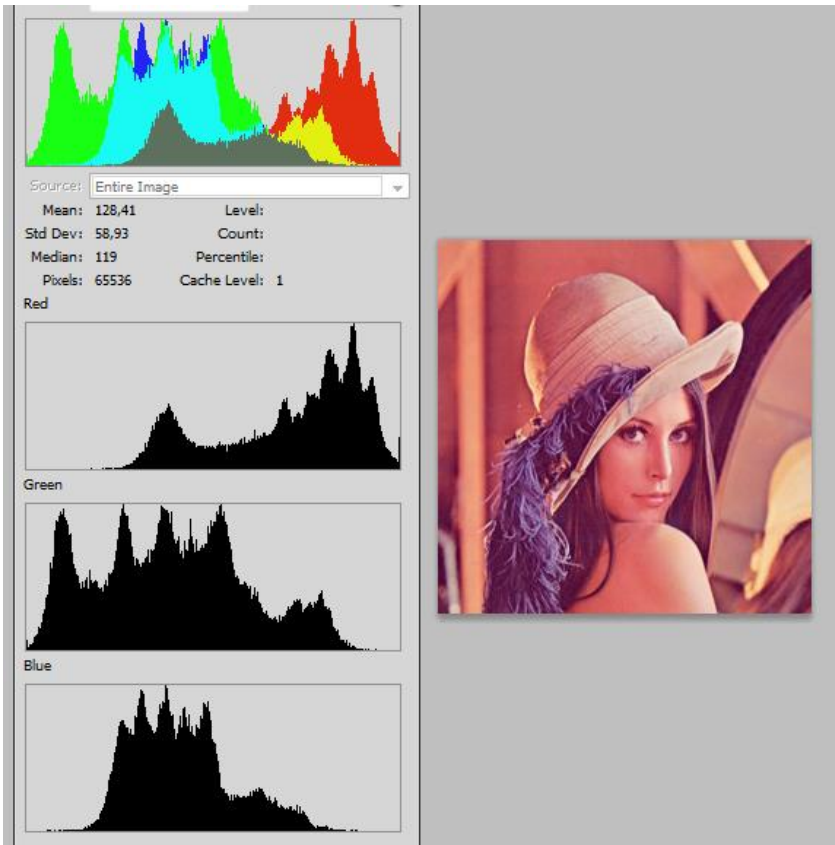 Source: Entire Image
Mean: 128,41 Level:
Std Dev: 58,93 Count:
Median: 119 Percentile:
Pixels: 65536 Cache Level: 1
Red
Green
Blue